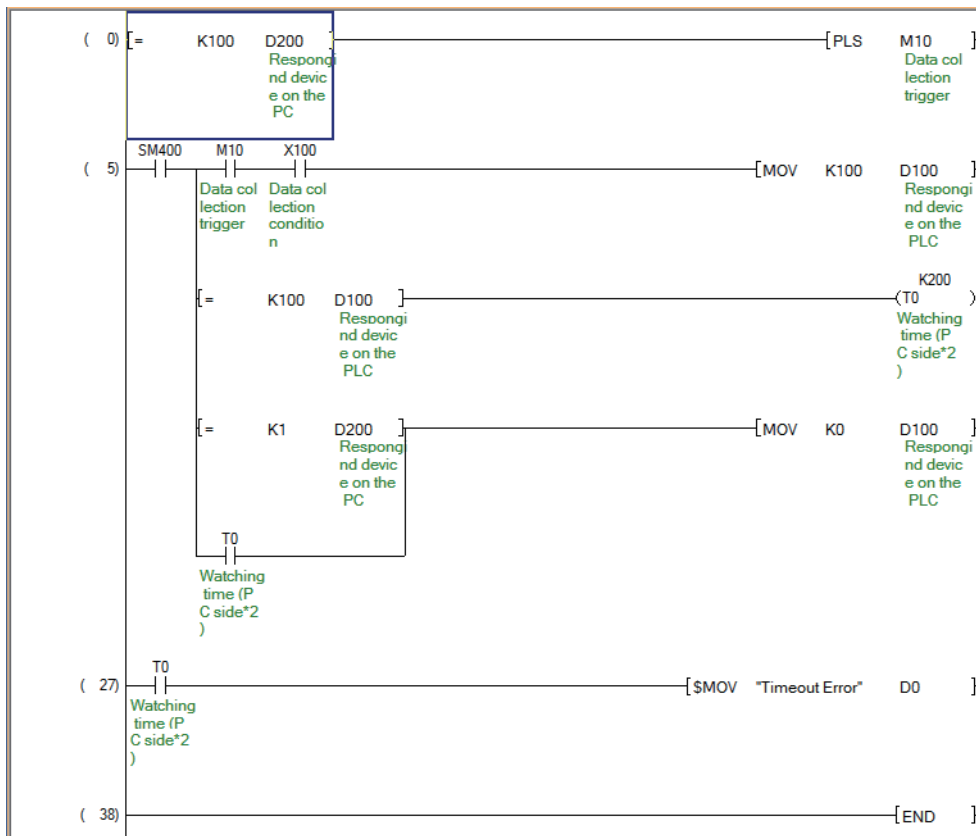 ( 0) [= K100 D200 ] [PLS M10 ]
Respongi Data col
nd devic lection
e on the trigger
PC
SM400 M10 X100
( 5) [MOV K100 D100 ]
Data col Data col Respongi
lection lection nd devic
trigger conditio e on the
n PLC
K200
[= K100 D100 ] (T0 )
Respongi Watching
nd devic time (P
e on the C side*2
PLC )
[= K1 D200 ] [MOV K0 D100 ]
Respongi Respongi
nd devic nd devic
e on the e on the
PC PLC
T0
Watching
time (P
C side*2
)
T0
( 27) [$MOV "Timeout Error" D0 ]
Watching
time (P
C side*2
)
( 38) [END ]